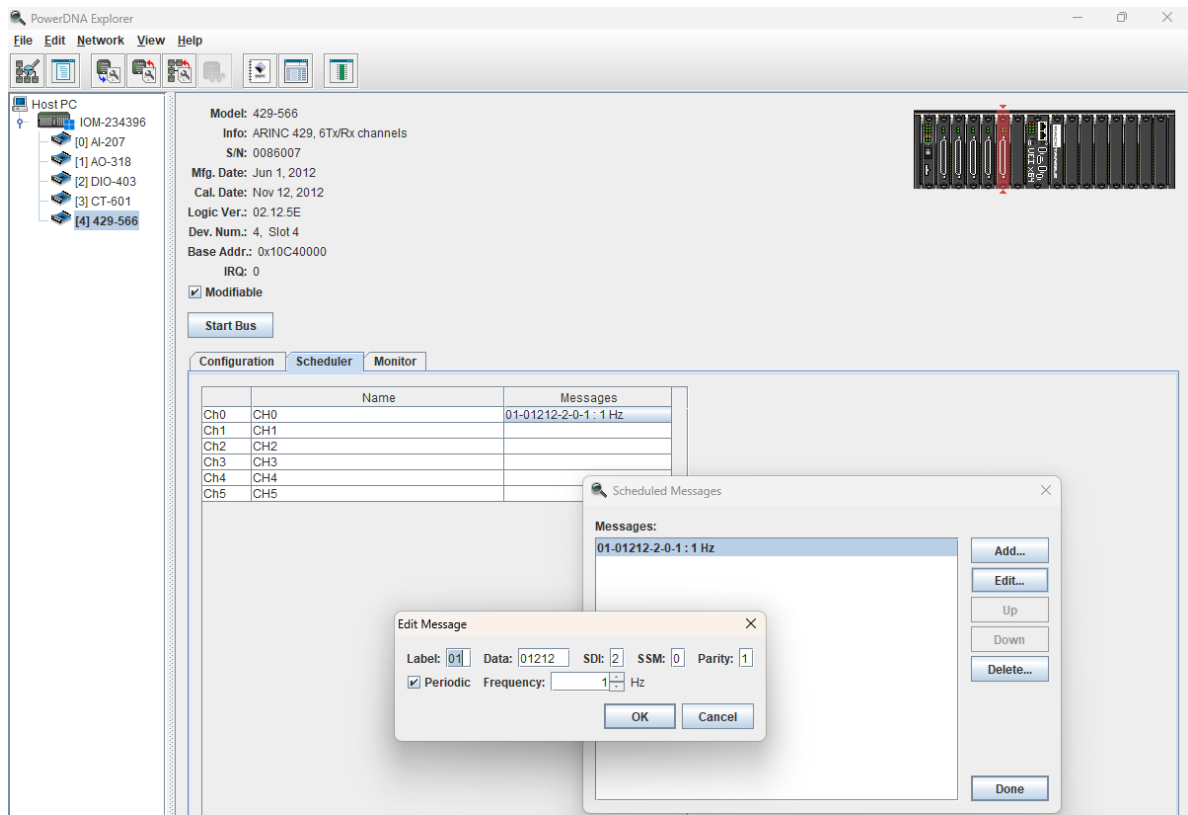 PowerDNA Explorer
File Edit Network View Help
Host PC
IOM-234396
[0] AI-207
[1] AO-318
[2] DIO-403
[3] CT-601
[4] 429-566
Model: 429-566
Info: ARINC 429, 6Tx/Rx channels
S/N: 0086007
Mfg. Date: Jun 1, 2012
Cal. Date: Nov 12, 2012
Logic Ver.: 02.12.5E
Dev. Num.: 4, Slot 4
Base Addr.: 0x10C40000
IRQ: 0
Modifiable
Start Bus
Configuration Scheduler Monitor
Name Messages
Ch0 CH0 01-01212-2-0-1 : 1 Hz
Ch1 CH1
Ch2 CH2
Ch3 CH3
Ch4 CH4
Ch5 CH5
Scheduled Messages
Messages:
01-01212-2-0-1 : 1 Hz
Add...
Edit...
Up
Down
Delete...
Done
Edit Message
Label: 01 Data: 01212 SDI: 2 SSM: 0 Parity: 1
Periodic Frequency: 1 Hz
OK Cancel